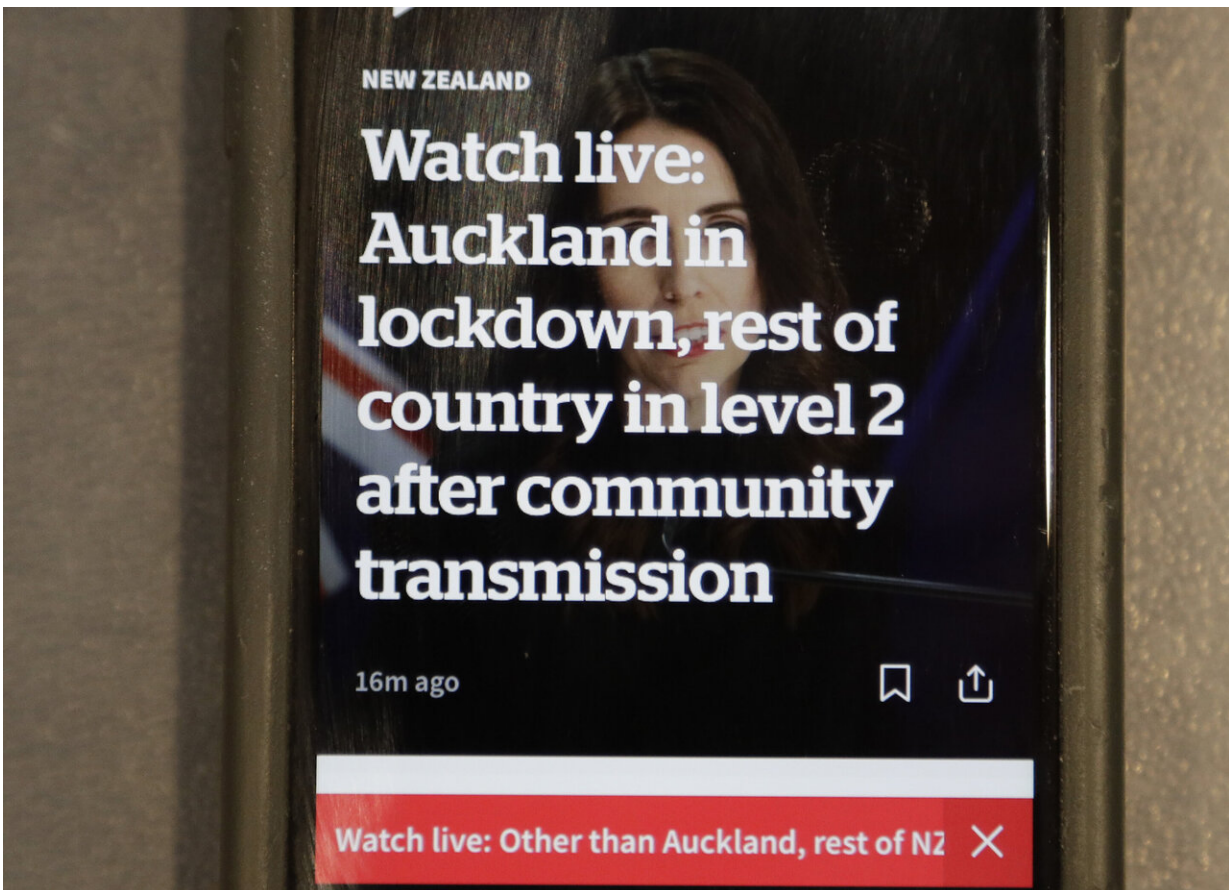 NEW ZEALAND
Watch live:
Auckland in
lockdown, rest of
country in level 2
after community
transmission
16m ago
Watch live: Other than Auckland, rest of NZ